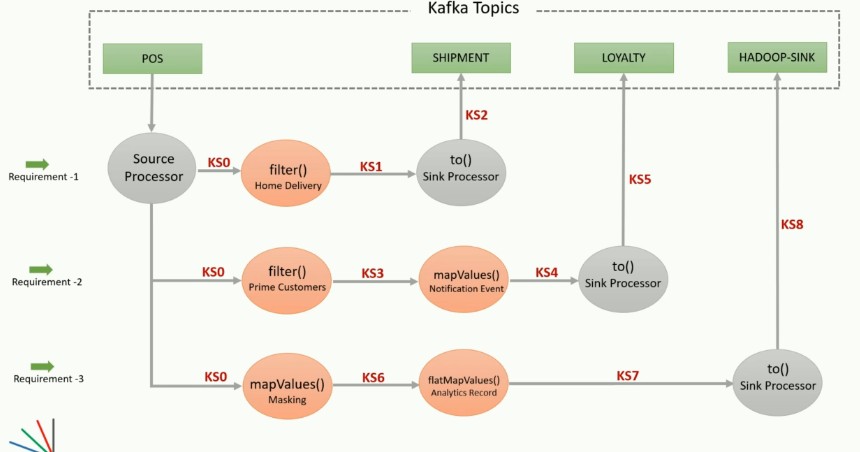 Kafka Topics
POS
SHIPMENT
LOYALTY
HADOOP-SINK
KS2
Requirement -1
Source
Processor
KS0
filter()
Home Delivery
KS1
to()
Sink Processor
KS5
KS8
Requirement -2
KS0
filter()
Prime Customers
KS3
mapValues()
Notification Event
KS4
to()
Sink Processor
Requirement -3
KS0
mapValues()
Masking
KS6
flatMapValues()
Analytics Record
KS7
to()
Sink Processor